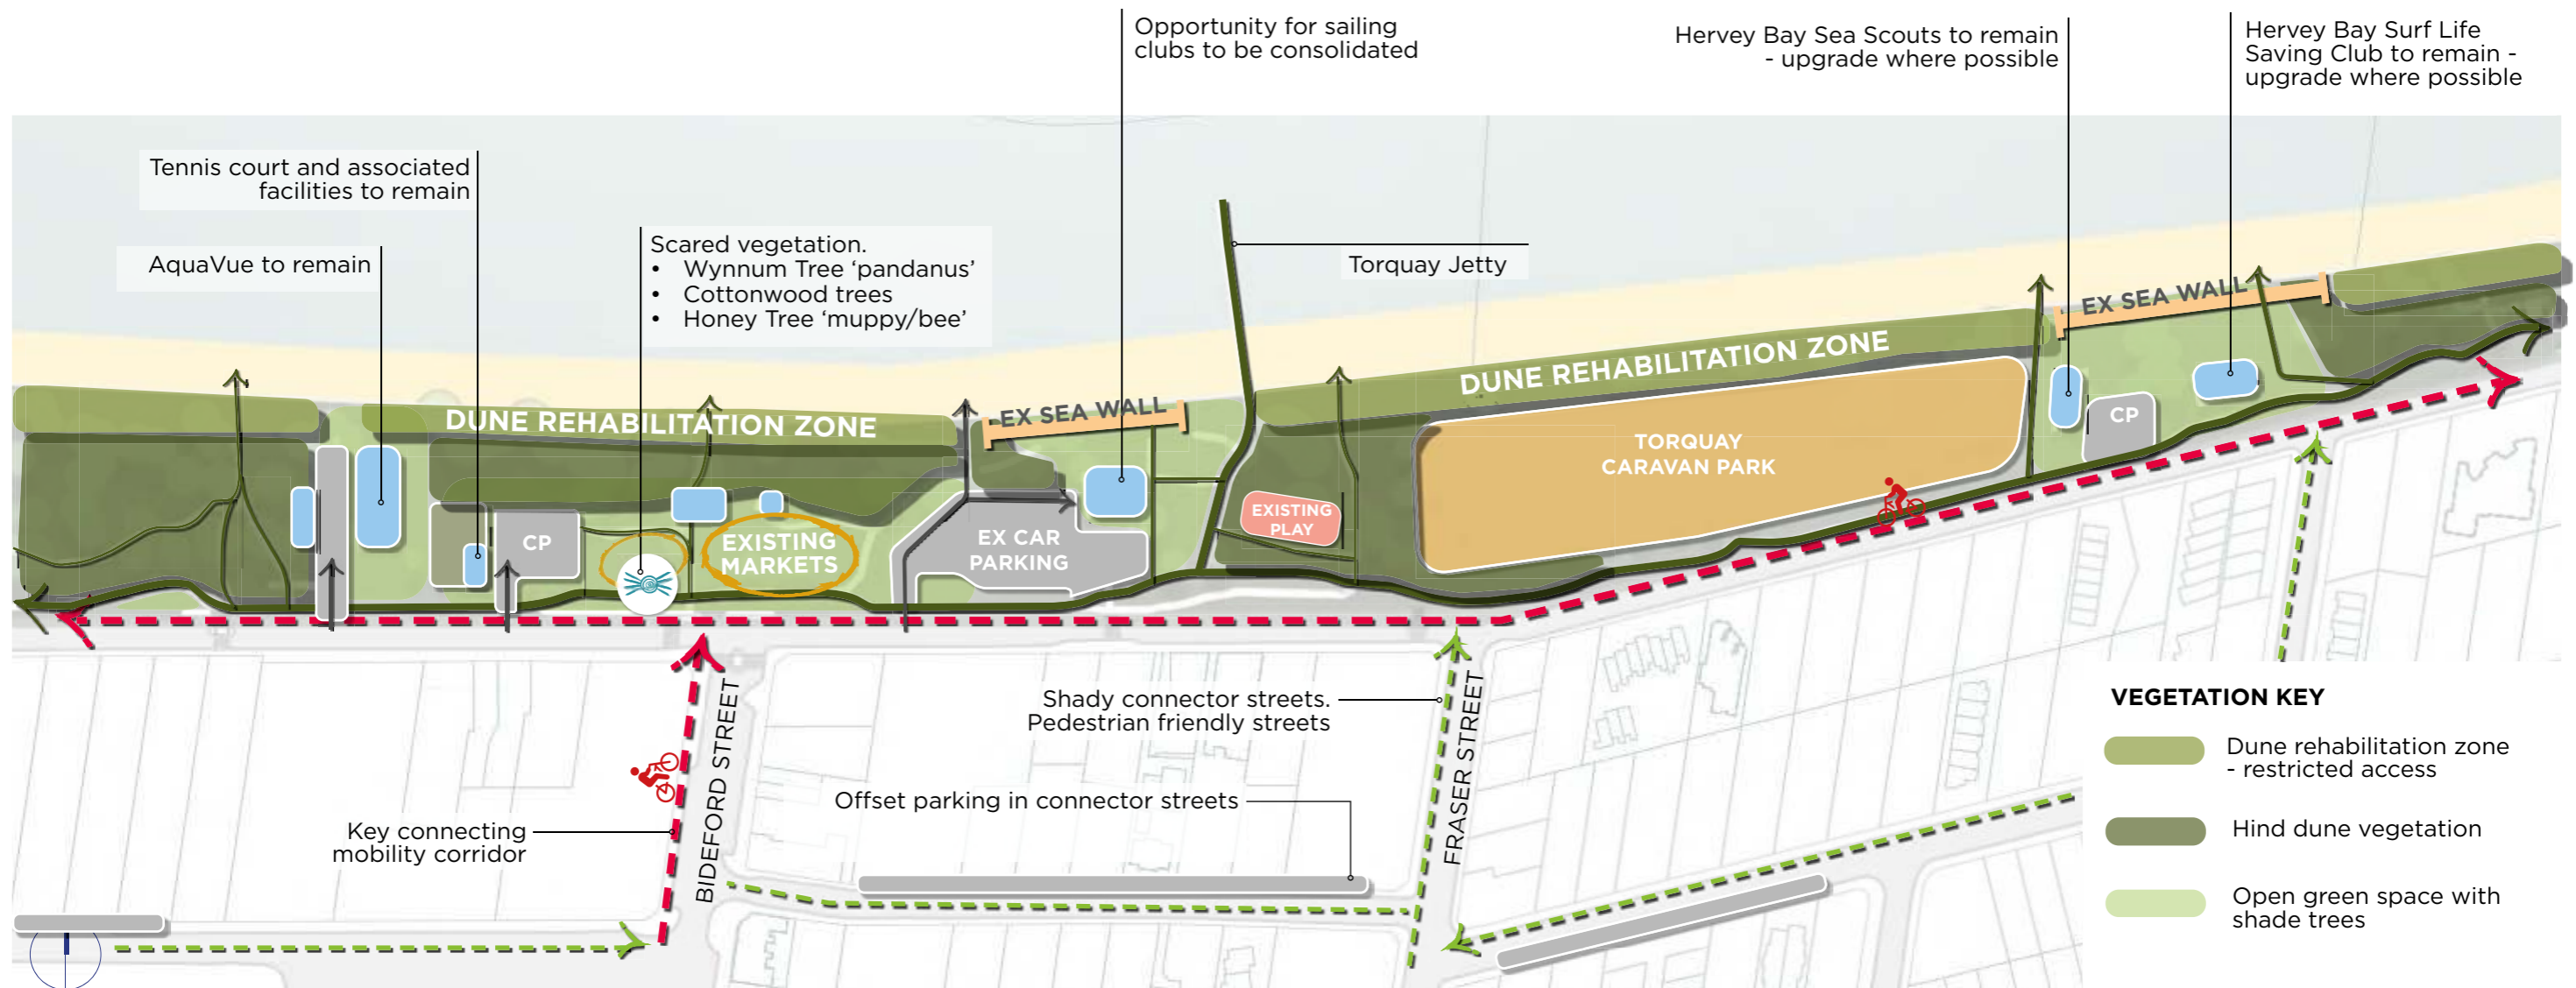 Opportunity for sailing
clubs to be consolidated
Hervey Bay Sea Scouts to remain
- upgrade where possible
Hervey Bay Surf Life
Saving Club to remain -
upgrade where possible
Tennis court and associated
facilities to remain
AquaVue to remain
Scared vegetation.
• Wynnum Tree ‘pandanus’
• Cottonwood trees
• Honey Tree ‘muppy/bee’
Torquay Jetty
EX SEA WALL
DUNE REHABILITATION ZONE
DUNE REHABILITATION ZONE
EX SEA WALL
TORQUAY
CARAVAN PARK
CP
CP
EXISTING
MARKETS
EX CAR
PARKING
EXISTING
PLAY
BIDEFORD STREET
FRASER STREET
Shady connector streets.
Pedestrian friendly streets
Offset parking in connector streets
Key connecting
mobility corridor
VEGETATION KEY
Dune rehabilitation zone
- restricted access
Hind dune vegetation
Open green space with
shade trees